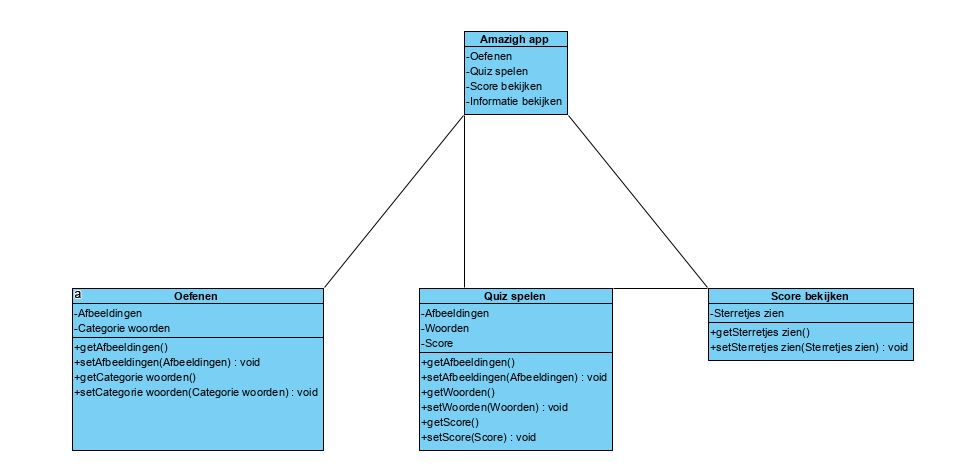 Amazigh app
-Oefenen
-Quiz spelen
-Score bekijken
-Informatie bekijken
a
Oefenen
-Afbeeldingen
-Categorie woorden
+getAfbeeldingen()
+setAfbeeldingen(Afbeeldingen) : void
+getCategorie woorden()
+setCategorie woorden(Categorie woorden) : void
Quiz spelen
-Afbeeldingen
-Woorden
-Score
+getAfbeeldingen()
+setAfbeeldingen(Afbeeldingen) : void
+getWoorden()
+setWoorden(Woorden) : void
+getScore()
+setScore(Score) : void
Score bekijken
-Sterretjes zien
+getSterretjes zien()
+setSterretjes zien(Sterretjes zien) : void